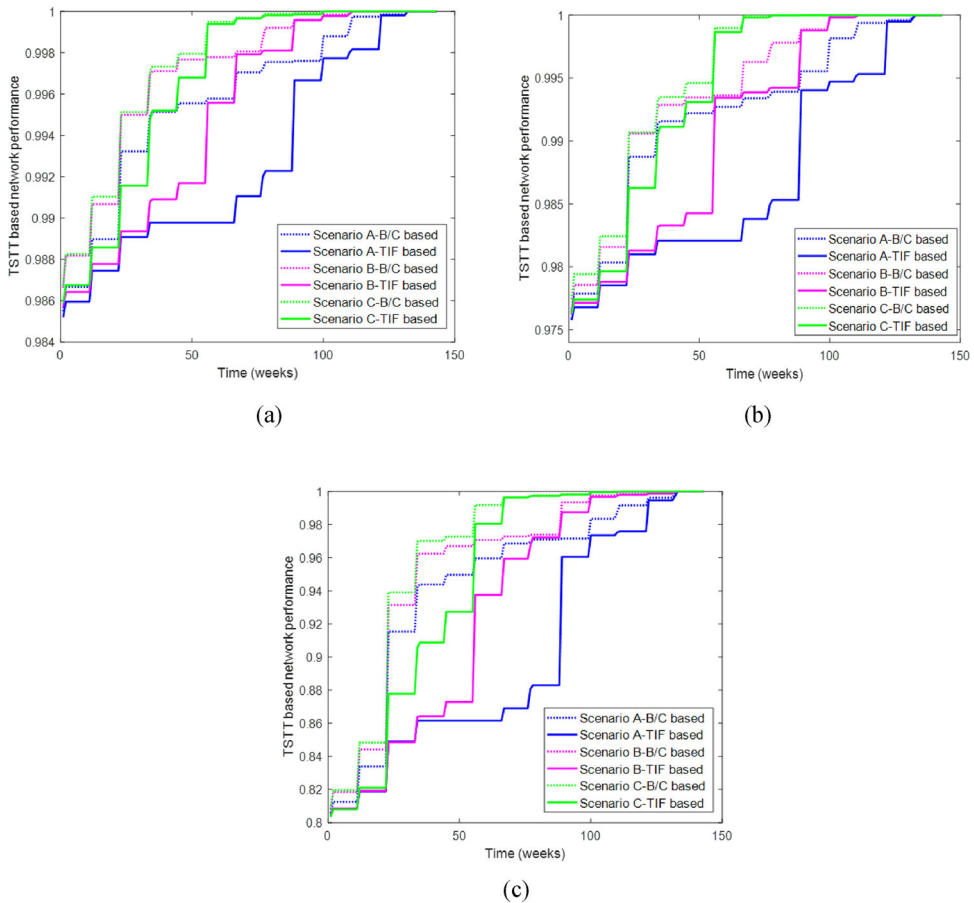 TSTT based network performance
1
0.998
0.996
0.994
0.992
0.99
0.988
0.986
0.984
0
50
100
150
Time (weeks)
Scenario A-B/C based
Scenario A-TIF based
Scenario B-B/C based
Scenario B-TIF based
Scenario C-B/C based
Scenario C-TIF based
(a)
TSTT based network performance
1
0.995
0.99
0.985
0.98
0.975
0
50
100
150
Time (weeks)
Scenario A-B/C based
Scenario A-TIF based
Scenario B-B/C based
Scenario B-TIF based
Scenario C-B/C based
Scenario C-TIF based
(b)
TSTT based network performance
1
0.98
0.96
0.94
0.92
0.9
0.88
0.86
0.84
0.82
0.8
0
50
100
150
Time (weeks)
Scenario A-B/C based
Scenario A-TIF based
Scenario B-B/C based
Scenario B-TIF based
Scenario C-B/C based
Scenario C-TIF based
(c)